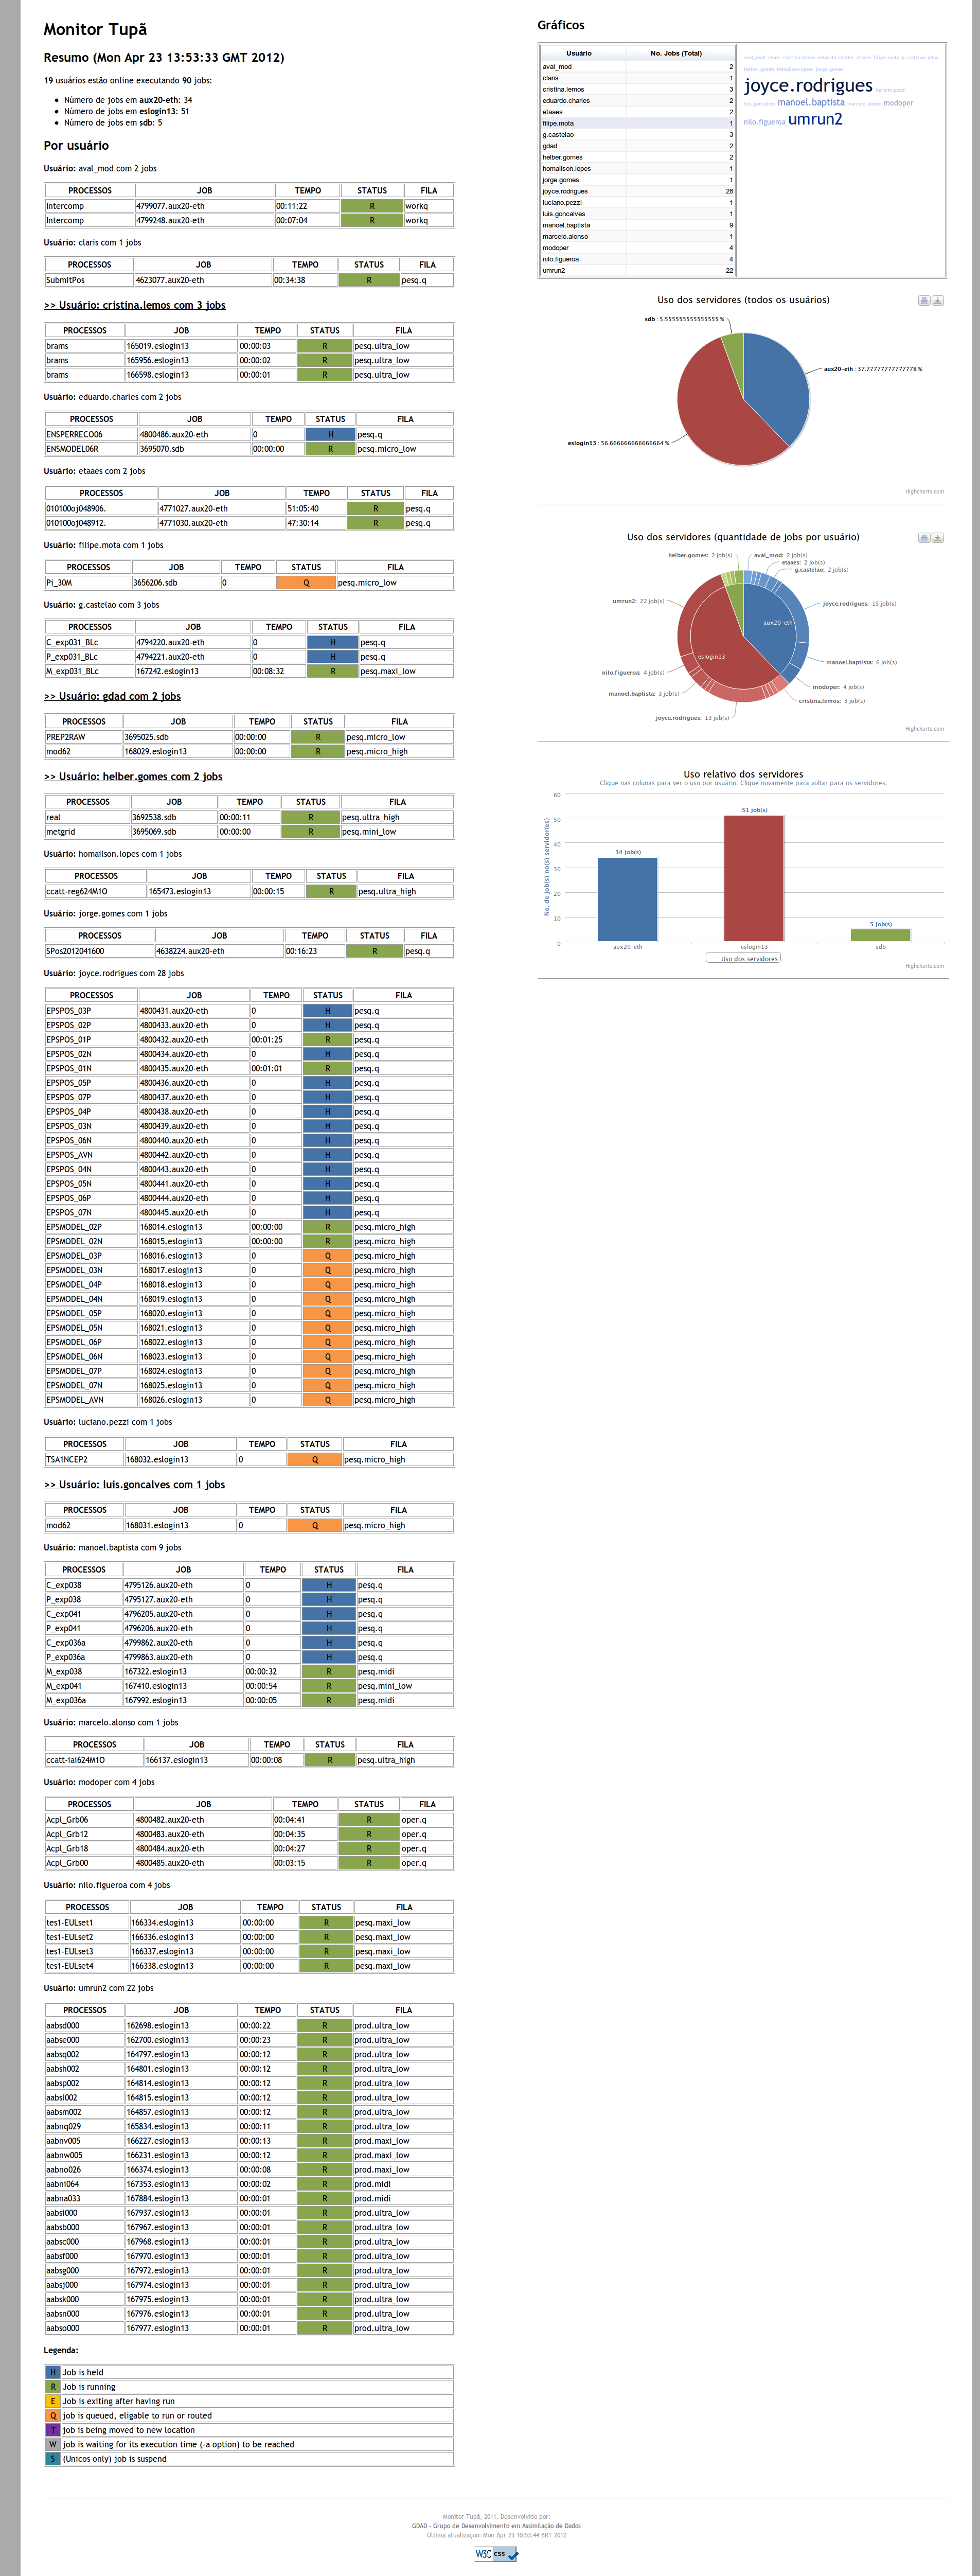 Monitor Tupã
Resumo (Mon Apr 23 13:53:33 GMT 2012)
19 usuários estão online executando 90 jobs:
Número de jobs em aux20-eth: 34
Número de jobs em eslogin13: 51
Número de jobs em sdb: 5
Por usuário
Usuário: aval_mod com 2 jobs
PROCESSOS JOB TEMPO STATUS FILA
Intercomp 4799077.aux20-eth 00:11:22 R workq
Intercomp 4799248.aux20-eth 00:07:04 R workq
Usuário: claris com 1 jobs
PROCESSOS JOB TEMPO STATUS FILA
SubmitPos 4623077.aux20-eth 00:34:38 R pesq.q
>> Usuário: cristina.lemos com 3 jobs
PROCESSOS JOB TEMPO STATUS FILA
brams 165019.eslogin13 00:00:03 R pesq.ultra_low
brams 165956.eslogin13 00:00:02 R pesq.ultra_low
brams 166598.eslogin13 00:00:01 R pesq.ultra_low
Usuário: eduardo.charles com 2 jobs
PROCESSOS JOB TEMPO STATUS FILA
ENSPERRECO06 4800486.aux20-eth 0 H pesq.q
ENSMODEL06R 3695070.sdb 00:00:00 R pesq.micro_low
Usuário: etaaes com 2 jobs
PROCESSOS JOB TEMPO STATUS FILA
010100oj048906. 4771027.aux20-eth 51:05:40 R pesq.q
010100oj048912. 4771030.aux20-eth 47:30:14 R pesq.q
Usuário: filipe.mota com 1 jobs
PROCESSOS JOB TEMPO STATUS FILA
Pi_30M 3656206.sdb 0 Q pesq.micro_low
Usuário: g.castelao com 3 jobs
PROCESSOS JOB TEMPO STATUS FILA
C_exp031_BLc 4794220.aux20-eth 0 H pesq.q
P_exp031_BLc 4794221.aux20-eth 0 H pesq.q
M_exp031_BLc 167242.eslogin13 00:08:32 R pesq.maxi_low
>> Usuário: gdad com 2 jobs
PROCESSOS JOB TEMPO STATUS FILA
PREP2RAW 3695025.sdb 00:00:00 R pesq.micro_low
mod62 168029.eslogin13 00:00:00 R pesq.micro_high
>> Usuário: helber.gomes com 2 jobs
PROCESSOS JOB TEMPO STATUS FILA
real 3692538.sdb 00:00:11 R pesq.ultra_high
metgrid 3695069.sdb 00:00:00 R pesq.mini_low
Usuário: homailson.lopes com 1 jobs
PROCESSOS JOB TEMPO STATUS FILA
ccatt-reg624M1O 165473.eslogin13 00:00:15 R pesq.ultra_high
Usuário: jorge.gomes com 1 jobs
PROCESSOS JOB TEMPO STATUS FILA
SPos2012041600 4638224.aux20-eth 00:16:23 R pesq.q
Usuário: joyce.rodrigues com 28 jobs
PROCESSOS JOB TEMPO STATUS FILA
EPSPOS_03P 4800431.aux20-eth 0 H pesq.q
EPSPOS_02P 4800433.aux20-eth 0 H pesq.q
EPSPOS_01P 4800432.aux20-eth 00:01:25 R pesq.q
EPSPOS_02N 4800434.aux20-eth 0 H pesq.q
EPSPOS_01N 4800435.aux20-eth 00:01:01 R pesq.q
EPSPOS_05P 4800436.aux20-eth 0 H pesq.q
EPSPOS_07P 4800437.aux20-eth 0 H pesq.q
EPSPOS_04P 4800438.aux20-eth 0 H pesq.q
EPSPOS_03N 4800439.aux20-eth 0 H pesq.q
EPSPOS_06N 4800440.aux20-eth 0 H pesq.q
EPSPOS_AVN 4800442.aux20-eth 0 H pesq.q
EPSPOS_04N 4800443.aux20-eth 0 H pesq.q
EPSPOS_05N 4800441.aux20-eth 0 H pesq.q
EPSPOS_06P 4800444.aux20-eth 0 H pesq.q
EPSPOS_07N 4800445.aux20-eth 0 H pesq.q
EPSMODEL_02P 168014.eslogin13 00:00:00 R pesq.micro_high
EPSMODEL_02N 168015.eslogin13 00:00:00 R pesq.micro_high
EPSMODEL_03P 168016.eslogin13 0 Q pesq.micro_high
EPSMODEL_03N 168017.eslogin13 0 Q pesq.micro_high
EPSMODEL_04P 168018.eslogin13 0 Q pesq.micro_high
EPSMODEL_04N 168019.eslogin13 0 Q pesq.micro_high
EPSMODEL_05P 168020.eslogin13 0 Q pesq.micro_high
EPSMODEL_05N 168021.eslogin13 0 Q pesq.micro_high
EPSMODEL_06P 168022.eslogin13 0 Q pesq.micro_high
EPSMODEL_06N 168023.eslogin13 0 Q pesq.micro_high
EPSMODEL_07P 168024.eslogin13 0 Q pesq.micro_high
EPSMODEL_07N 168025.eslogin13 0 Q pesq.micro_high
EPSMODEL_AVN 168026.eslogin13 0 Q pesq.micro_high
Usuário: luciano.pezzi com 1 jobs
PROCESSOS JOB TEMPO STATUS FILA
TSA1NCEP2 168032.eslogin13 0 Q pesq.micro_high
>> Usuário: luis.goncalves com 1 jobs
PROCESSOS JOB TEMPO STATUS FILA
mod62 168031.eslogin13 0 Q pesq.micro_high
Usuário: manoel.baptista com 9 jobs
PROCESSOS JOB TEMPO STATUS FILA
C_exp038 4795126.aux20-eth 0 H pesq.q
P_exp038 4795127.aux20-eth 0 H pesq.q
C_exp041 4796205.aux20-eth 0 H pesq.q
P_exp041 4796206.aux20-eth 0 H pesq.q
C_exp036a 4799862.aux20-eth 0 H pesq.q
P_exp036a 4799863.aux20-eth 0 H pesq.q
M_exp038 167322.eslogin13 00:00:32 R pesq.midi
M_exp041 167410.eslogin13 00:00:54 R pesq.mini_low
M_exp036a 167992.eslogin13 00:00:05 R pesq.midi
Usuário: marcelo.alonso com 1 jobs
PROCESSOS JOB TEMPO STATUS FILA
ccatt-iai624M1O 166137.eslogin13 00:00:08 R pesq.ultra_high
Usuário: modoper com 4 jobs
PROCESSOS JOB TEMPO STATUS FILA
Acpl_Grb06 4800482.aux20-eth 00:04:41 R oper.q
Acpl_Grb12 4800483.aux20-eth 00:04:35 R oper.q
Acpl_Grb18 4800484.aux20-eth 00:04:27 R oper.q
Acpl_Grb00 4800485.aux20-eth 00:03:15 R oper.q
Usuário: nilo.figueroa com 4 jobs
PROCESSOS JOB TEMPO STATUS FILA
tes1-EULset1 166334.eslogin13 00:00:00 R pesq.maxi_low
tes1-EULset2 166336.eslogin13 00:00:00 R pesq.maxi_low
tes1-EULset3 166337.eslogin13 00:00:00 R pesq.maxi_low
tes1-EULset4 166338.eslogin13 00:00:00 R pesq.maxi_low
Usuário: umrun2 com 22 jobs
PROCESSOS JOB TEMPO STATUS FILA
aabsd000 162698.eslogin13 00:00:22 R prod.ultra_low
aabse000 162700.eslogin13 00:00:23 R prod.ultra_low
aabsq002 164797.eslogin13 00:00:12 R prod.ultra_low
aabsh002 164801.eslogin13 00:00:12 R prod.ultra_low
aabsp002 164814.eslogin13 00:00:12 R prod.ultra_low
aabsl002 164815.eslogin13 00:00:12 R prod.ultra_low
aabsm002 164857.eslogin13 00:00:12 R prod.ultra_low
aabnq029 165834.eslogin13 00:00:11 R prod.ultra_low
aabnv005 166227.eslogin13 00:00:13 R prod.maxi_low
aabnw005 166231.eslogin13 00:00:12 R prod.maxi_low
aabno026 166374.eslogin13 00:00:08 R prod.maxi_low
aabni064 167353.eslogin13 00:00:02 R prod.midi
aabna033 167884.eslogin13 00:00:01 R prod.midi
aabsi000 167937.eslogin13 00:00:01 R prod.ultra_low
aabsb000 167967.eslogin13 00:00:01 R prod.ultra_low
aabsc000 167968.eslogin13 00:00:01 R prod.ultra_low
aabsf000 167970.eslogin13 00:00:01 R prod.ultra_low
aabsg000 167972.eslogin13 00:00:01 R prod.ultra_low
aabsj000 167974.eslogin13 00:00:01 R prod.ultra_low
aabsk000 167975.eslogin13 00:00:01 R prod.ultra_low
aabsn000 167976.eslogin13 00:00:01 R prod.ultra_low
aabso000 167977.eslogin13 00:00:01 R prod.ultra_low
Legenda:
H Job is held
R Job is running
E Job is exiting after having run
Q job is queued, eligable to run or routed
T job is being moved to new location
W job is waiting for its execution time (-a option) to be reached
S (Unicos only) job is suspend
Gráficos
Usuário No. Jobs (Total)
aval_mod 2
claris 1
cristina.lemos 3
eduardo.charles 2
etaaes 2
filipe.mota 1
g.castelao 3
gdad 2
helber.gomes 2
homailson.lopes 1
jorge.gomes 1
joyce.rodrigues 28
luciano.pezzi 1
luis.goncalves 1
manoel.baptista 9
marcelo.alonso 1
modoper 4
nilo.figueroa 4
umrun2 22
aval_mod claris cristina.lemos eduardo.charles etaaes filipe.mota g.castelao gdad
helber.gomes homailson.lopes jorge.gomes
joyce.rodrigues luciano.pezzi
luis.goncalves manoel.baptista marcelo.alonso modoper
nilo.figueroa umrun2
Uso dos servidores (todos os usuários)
sdb : 5.555555555555555 %
aux20-eth : 37.77777777777778 %
eslogin13 : 56.666666666666664 %
Highcharts.com
Uso dos servidores (quantidade de jobs por usuário)
helber.gomes: 2 job(s)
aval_mod: 2 job(s)
etaaes: 2 job(s)
g.castelao: 2 job(s)
umrun2: 22 job(s)
joyce.rodrigues: 15 job(s)
aux20-eth
eslogin13
manoel.baptista: 6 job(s)
nilo.figueroa: 4 job(s)
modoper: 4 job(s)
manoel.baptista: 3 job(s)
cristina.lemos: 3 job(s)
joyce.rodrigues: 13 job(s)
Highcharts.com
Uso relativo dos servidores
Clique nas colunas para ver o uso por usuário. Clique novamente para voltar para os servidores.
No. de job(s) no(s) servidor(es)
60
50
40
30
20
10
0
34 job(s)
51 job(s)
5 job(s)
aux20-eth eslogin13 sdb
Uso dos servidores
Highcharts.com
Monitor Tupã, 2011. Desenvolvido por:
GDAD - Grupo de Desenvolvimento em Assimilação de Dados
Última atualização: Mon Apr 23 10:53:44 BRT 2012
W3C css